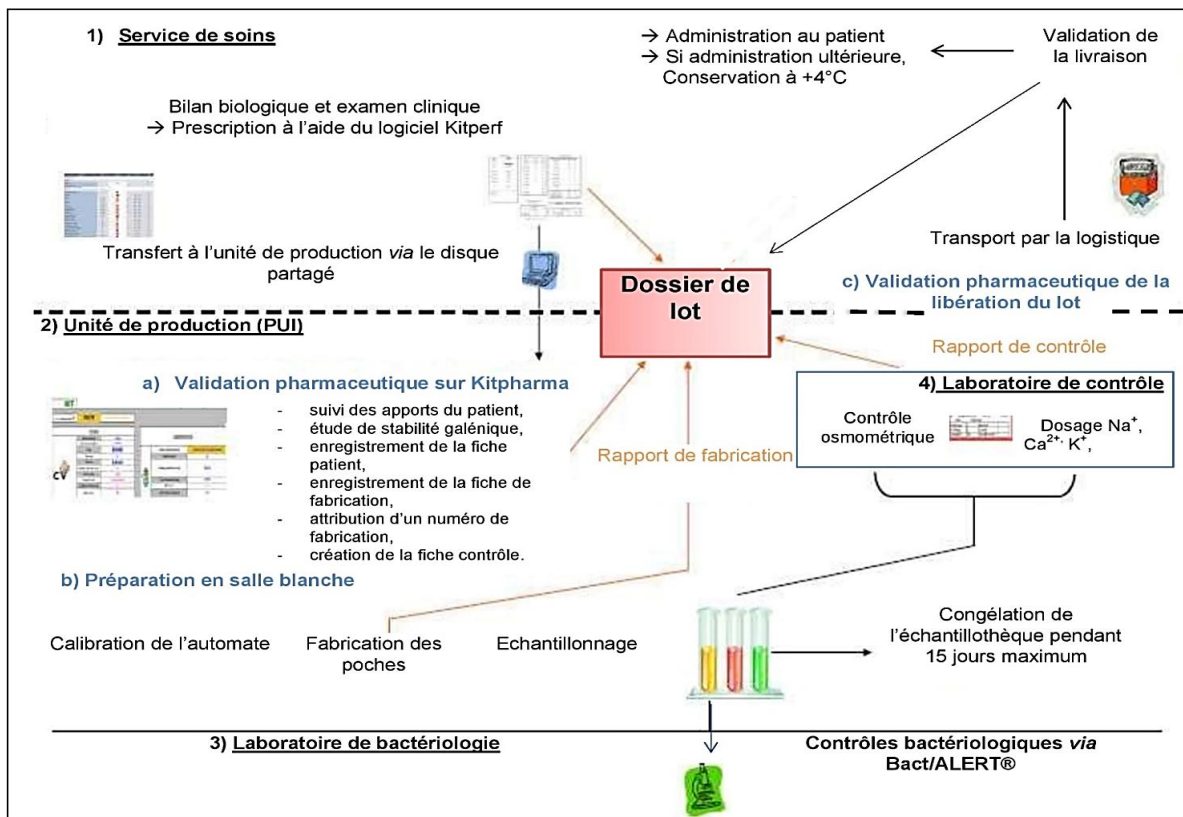 1) Service de soins
→ Administration au patient
→ Si administration ultérieure,
Conservation à +4°C
Validation de
la livraison
Bilan biologique et examen clinique
→ Prescription à l'aide du logiciel Kitperf
Transfert à l'unité de production via le disque
partagé
Transport par la logistique
Dossier de
lot
c) Validation pharmaceutique de la
libération du lot
2) Unité de production (PUI)
Rapport de contrôle
a) Validation pharmaceutique sur Kitpharma
- suivi des apports du patient,
- étude de stabilité galénique,
- enregistrement de la fiche
patient,
- enregistrement de la fiche de
fabrication,
- attribution d'un numéro de
fabrication,
- création de la fiche contrôle.
Rapport de fabrication
4) Laboratoire de contrôle
Contrôle
osmométrique
Dosage Na+,
Ca2+, K+,
b) Préparation en salle blanche
Calibration de l'automate
Fabrication des
poches
Echantillonnage
Congélation de
l'échantillothèque pendant
15 jours maximum
3) Laboratoire de bactériologie
Contrôles bactériologiques via
Bact/ALERT®